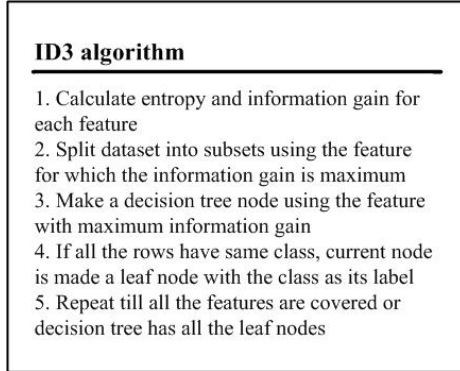 ID3 algorithm
1. Calculate entropy and information gain for
each feature
2. Split dataset into subsets using the feature
for which the information gain is maximum
3. Make a decision tree node using the feature
with maximum information gain
4. If all the rows have same class, current node
is made a leaf node with the class as its label
5. Repeat till all the features are covered or
decision tree has all the leaf nodes